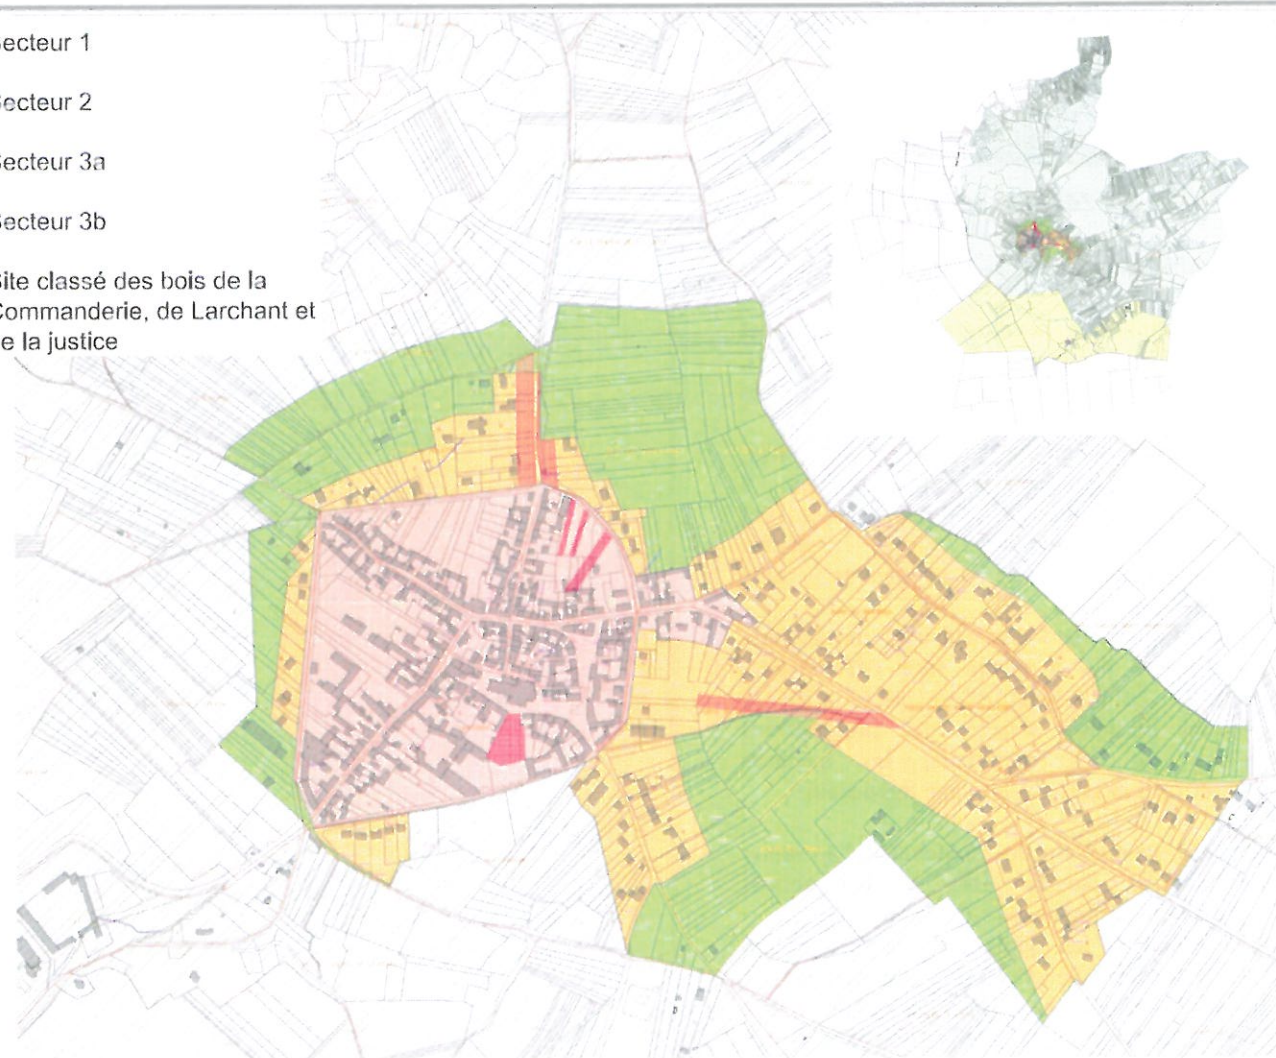 ecteur 1
ecteur 2
ecteur 3a
ecteur 3b
ite classé des bois de la
ommanderie, de Larchant et
e la justice